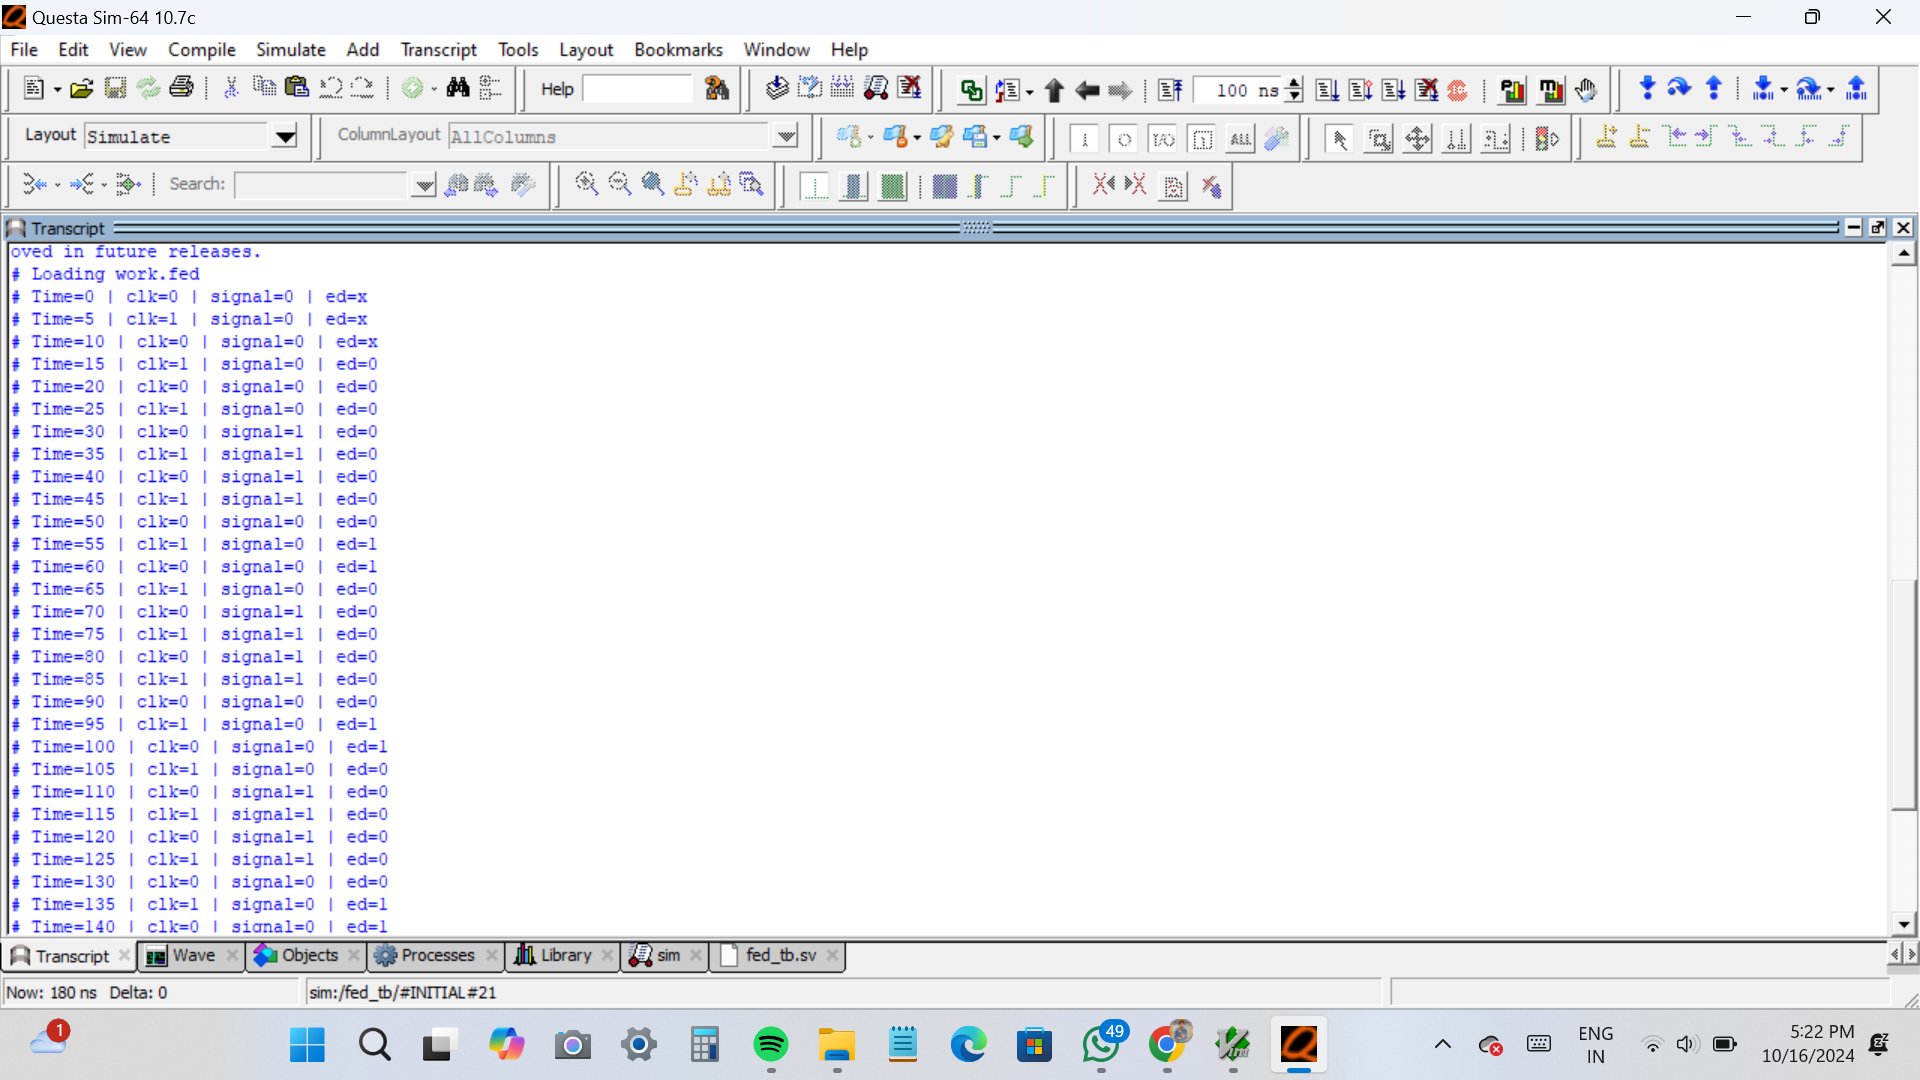 Questa Sim-64 10.7c
File Edit View Compile Simulate Add Transcript Tools Layout Bookmarks Window Help
Help 100 ns
Layout Simulate ColumnLayout AllColumns
Search:
Transcript
oved in future releases.
# Loading work.fed
# Time=0 | clk=0 | signal=0 | ed=x
# Time=5 | clk=1 | signal=0 | ed=x
# Time=10 | clk=0 | signal=0 | ed=x
# Time=15 | clk=1 | signal=0 | ed=0
# Time=20 | clk=0 | signal=0 | ed=0
# Time=25 | clk=1 | signal=0 | ed=0
# Time=30 | clk=0 | signal=1 | ed=0
# Time=35 | clk=1 | signal=1 | ed=0
# Time=40 | clk=0 | signal=1 | ed=0
# Time=45 | clk=1 | signal=1 | ed=0
# Time=50 | clk=0 | signal=0 | ed=0
# Time=55 | clk=1 | signal=0 | ed=1
# Time=60 | clk=0 | signal=0 | ed=1
# Time=65 | clk=1 | signal=0 | ed=0
# Time=70 | clk=0 | signal=1 | ed=0
# Time=75 | clk=1 | signal=1 | ed=0
# Time=80 | clk=0 | signal=1 | ed=0
# Time=85 | clk=1 | signal=1 | ed=0
# Time=90 | clk=0 | signal=0 | ed=0
# Time=95 | clk=1 | signal=0 | ed=1
# Time=100 | clk=0 | signal=0 | ed=1
# Time=105 | clk=1 | signal=0 | ed=0
# Time=110 | clk=0 | signal=1 | ed=0
# Time=115 | clk=1 | signal=1 | ed=0
# Time=120 | clk=0 | signal=1 | ed=0
# Time=125 | clk=1 | signal=1 | ed=0
# Time=130 | clk=0 | signal=0 | ed=0
# Time=135 | clk=1 | signal=0 | ed=1
# Time=140 | clk=0 | signal=0 | ed=1
Transcript Wave Objects Processes Library sim fed_tb.sv
Now: 180 ns Delta: 0 sim:/fed_tb/#INITIAL#21
1 49 ENG 5:22 PM
IN 10/16/2024